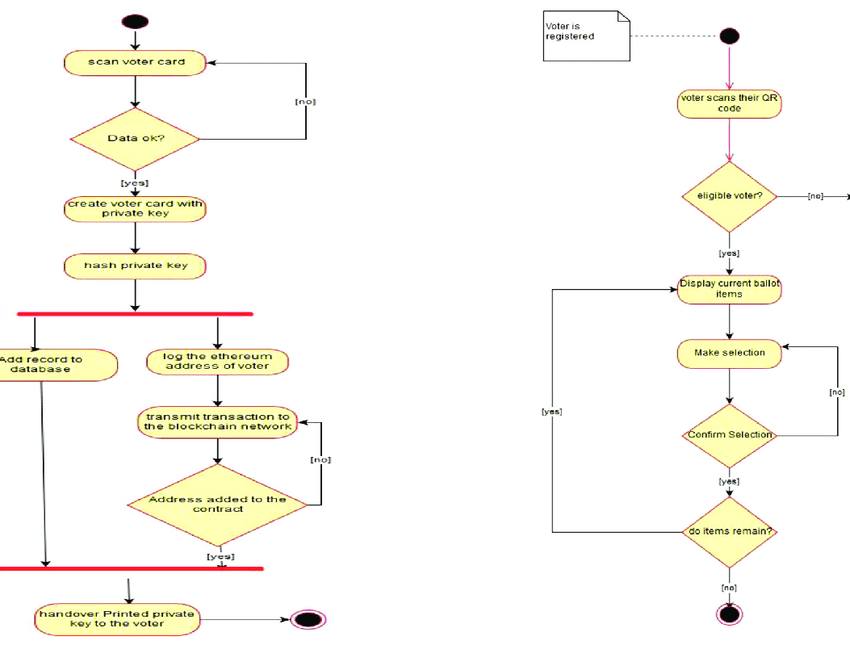 scan voter card
[no]
Data ok?
[yes]
create voter card with
private key
hash private key
Add record to
database
log the ethereum
address of voter
transmit transaction to
the blockchain network
[no]
Address added to the
contract
[yes]
handover Printed private
key to the voter
Voter is
registered
voter scans their QR
code
eligible voter?
[no]
[yes]
Display current ballot
items
Make selection
[no]
[yes]
Confirm Selection
[yes]
do items remain?
[no]